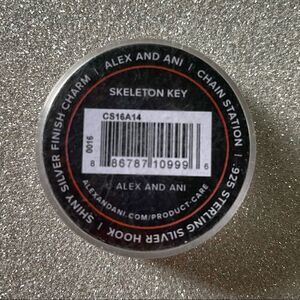 SHINY SILVER FINISH CHARM | ALEX AND ANI | CHAIN STATION | .925 STERLING SILVER HOOK |
SKELETON KEY
CS16A14
0016
8 86787 10999 6
© ALEX AND ANI
ALEXANDANI.COM/PRODUCT-CARE